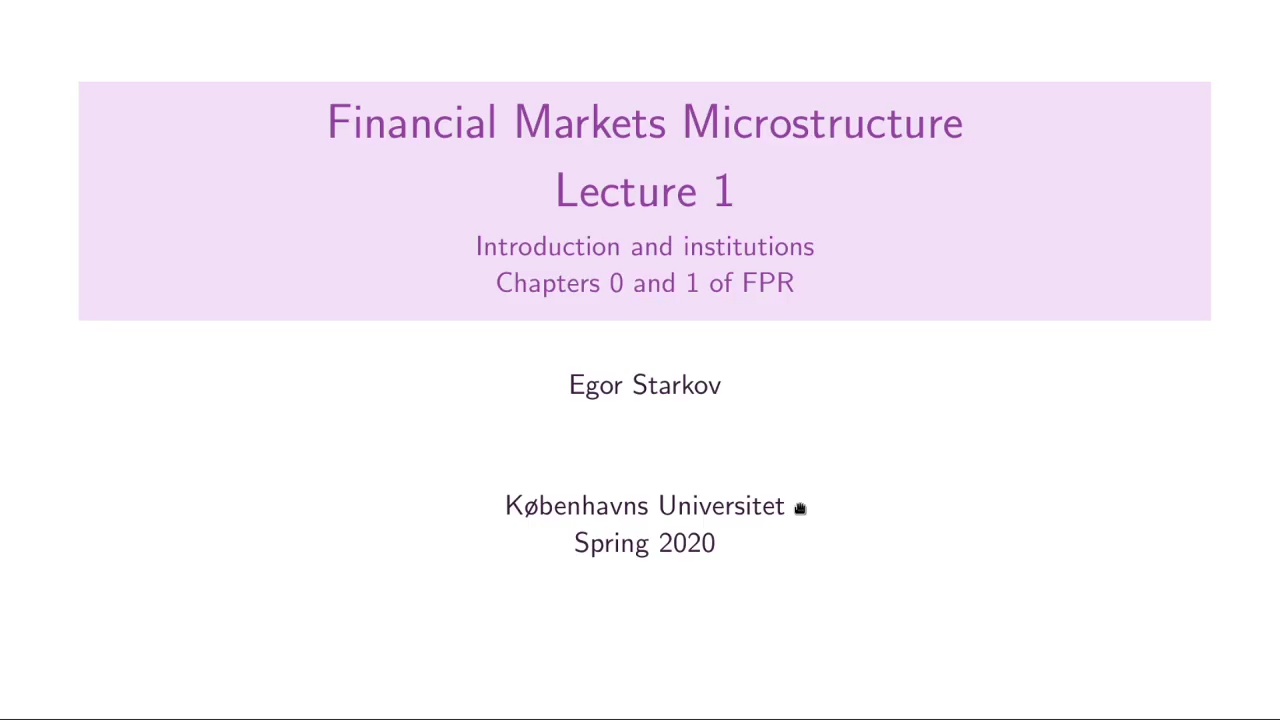 Financial Markets Microstructure
Lecture 1
Introduction and institutions
Chapters 0 and 1 of FPR
Egor Starkov
Københavns Universitet
Spring 2020